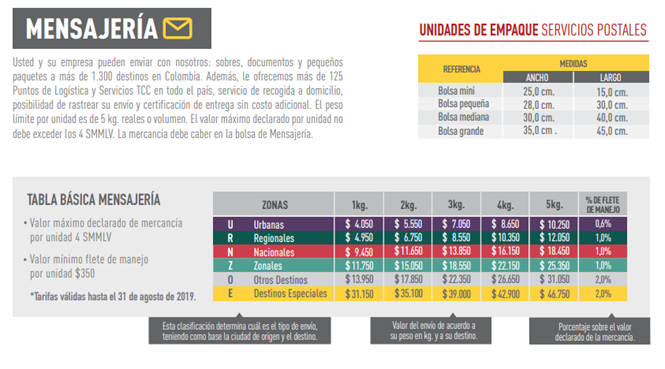 MENSAJERÍA
Usted y su empresa pueden enviar con nosotros: sobres, documentos y pequeños
paquetes a más de 1.300 destinos en Colombia. Además, le ofrecemos más de 125
Puntos de Logística y Servicios TCC en todo el país, servicio de recogida a domicilio,
posibilidad de rastrear su envío y certificación de entrega sin costo adicional. El peso
límite por unidad es de 5 kg. reales o volumen. El valor máximo declarado por unidad no
debe exceder los 4 SMMLV. La mercancía debe caber en la bolsa de Mensajería.
UNIDADES DE EMPAQUE SERVICIOS POSTALES
REFERENCIA MEDIDAS
ANCHO LARGO
Bolsa mini 25,0 cm. 15,0 cm.
Bolsa pequeña 28,0 cm. 30,0 cm.
Bolsa mediana 30,0 cm. 40,0 cm.
Bolsa grande 35,0 cm . 45,0 cm.
TABLA BÁSICA MENSAJERÍA
• Valor máximo declarado de mercancía
por unidad 4 SMMLV
• Valor mínimo flete de manejo
por unidad $350
*Tarifas válidas hasta el 31 de agosto de 2019.
ZONAS 1kg. 2kg. 3kg. 4kg. 5kg. % DE FLETE
DE MANEJO
U Urbanas $ 4.050 $ 5.550 $ 7.050 $ 8.650 $ 10.250 0,6%
R Regionales $ 4.950 $ 6.750 $ 8.550 $ 10.350 $ 12.050 1,0%
N Nacionales $ 9.450 $ 11.650 $ 13.850 $ 16.150 $ 18.450 1,0%
Z Zonales $ 11.750 $ 15.050 $ 18.550 $ 22.150 $ 25.350 1,0%
O Otros Destinos $ 13.950 $ 17.850 $ 22.350 $ 26.650 $ 31.050 2,0%
E Destinos Especiales $ 31.150 $ 35.100 $ 39.000 $ 42.900 $ 46.750 2,0%
Esta clasificación determina cuál es el tipo de envío,
teniendo como base la ciudad de origen y el destino.
Valor del envío de acuerdo a
su peso en kg. y a su destino.
Porcentaje sobre el valor
declarado de la mercancía.